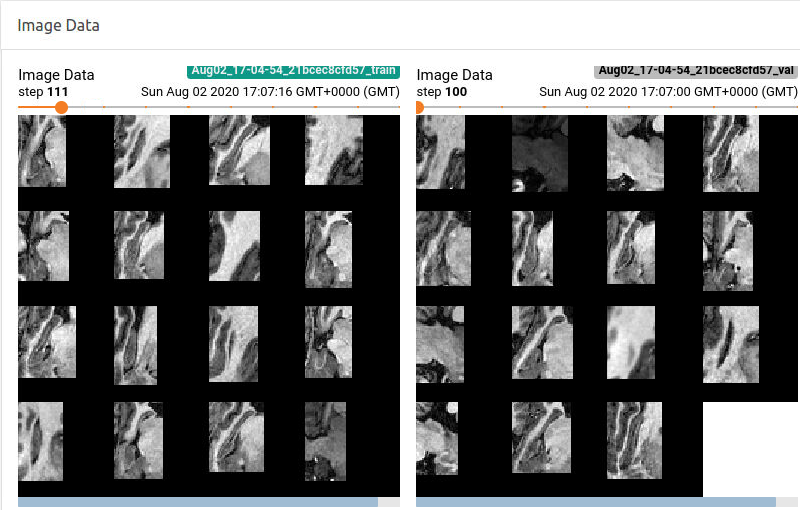 Image Data
Image Data
Aug02_17-04-54_21bcec8cfd57_train
step 111
Sun Aug 02 2020 17:07:16 GMT+0000 (GMT)
Image Data
Aug02_17-04-54_21bcec8cfd57_val
step 100
Sun Aug 02 2020 17:07:00 GMT+0000 (GMT)